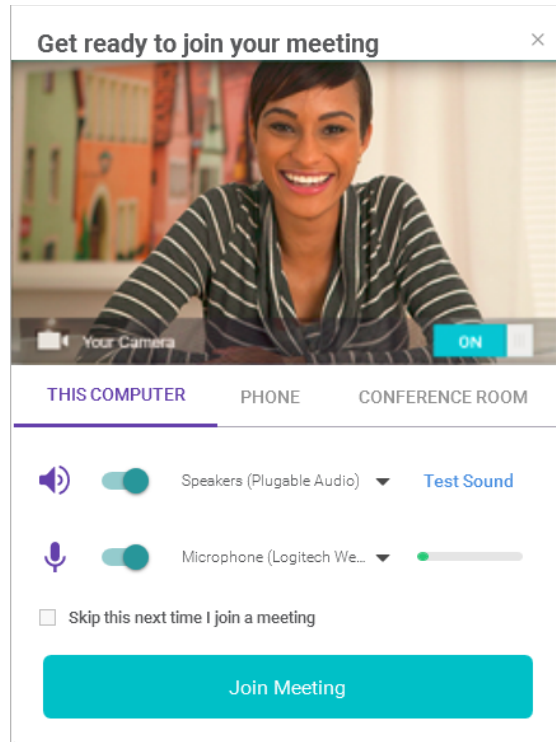 Get ready to join your meeting
Your Camera
ON
THIS COMPUTER PHONE CONFERENCE ROOM
Speakers (Plugable Audio) Test Sound
Microphone (Logitech We...
Skip this next time I join a meeting
Join Meeting